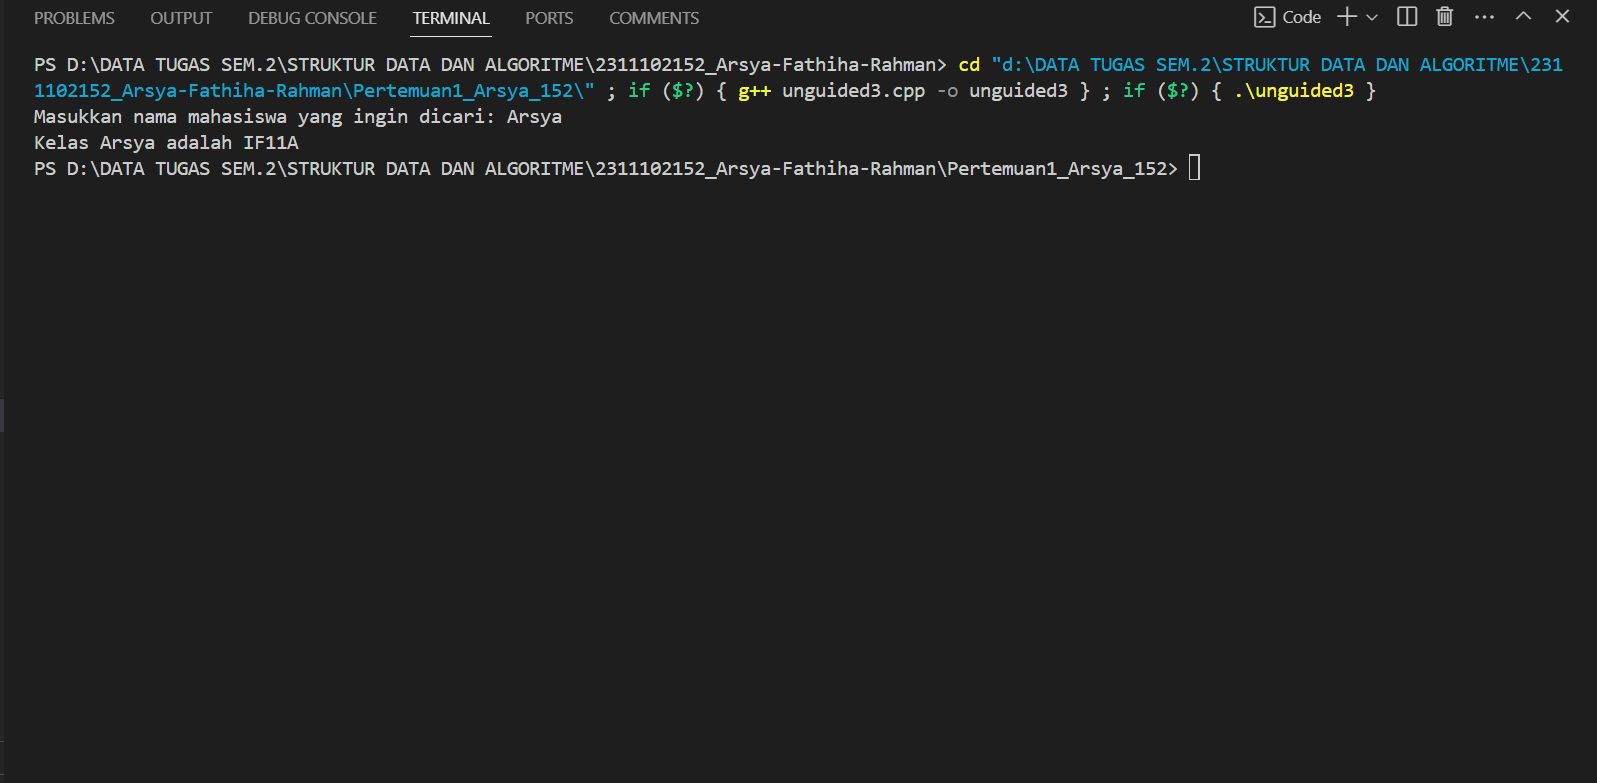 PROBLEMS OUTPUT DEBUG CONSOLE TERMINAL PORTS COMMENTS Code
PS D:\DATA TUGAS SEM.2\STRUKTUR DATA DAN ALGORITME\2311102152_Arsya-Fathiha-Rahman> cd "d:\DATA TUGAS SEM.2\STRUKTUR DATA DAN ALGORITME\231
1102152_Arsya-Fathiha-Rahman\Pertemuan1_Arsya_152\" ; if ($?) { g++ unguided3.cpp -o unguided3 } ; if ($?) { .\unguided3 }
Masukkan nama mahasiswa yang ingin dicari: Arsya
Kelas Arsya adalah IF11A
PS D:\DATA TUGAS SEM.2\STRUKTUR DATA DAN ALGORITME\2311102152_Arsya-Fathiha-Rahman\Pertemuan1_Arsya_152>